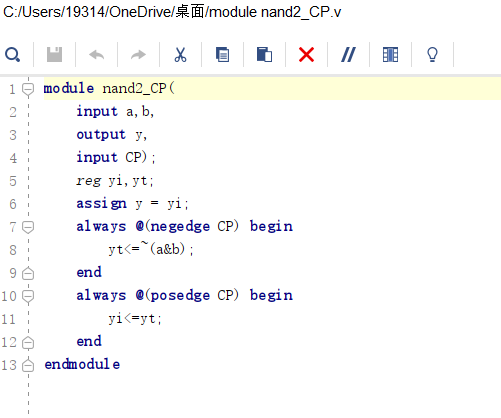 C:/Users/19314/OneDrive/桌面/module nand2_CP.v
1 module nand2_CP(
2 input a,b,
3 output y,
4 input CP);
5 reg yi,yt;
6 assign y = yi;
7 always @(negedge CP) begin
8 yt<=~(a&b);
9 end
10 always @(posedge CP) begin
11 yi<=yt;
12 end
13 endmodule